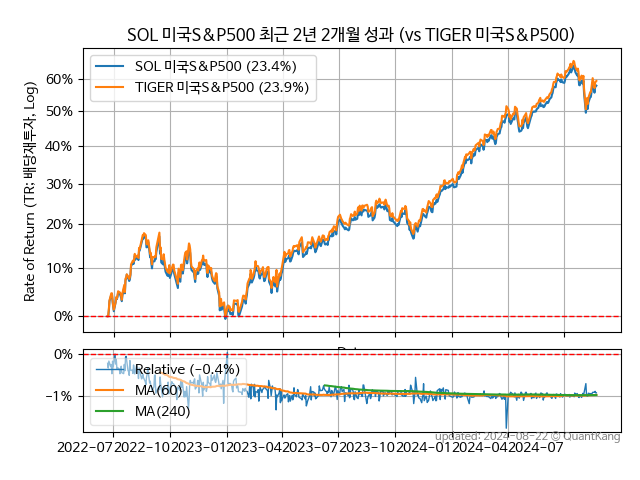 SOL 미국S&P500 최근 2년 2개월 성과 (vs TIGER 미국S&P500)
SOL 미국S&P500 (23.4%)
TIGER 미국S&P500 (23.9%)
Rate of Return (TR: 배당재투자, Log)
60%
50%
40%
30%
20%
10%
0%
0%
−1%
Relative (−0.4%)
MA(60)
MA(240)
2022-07 2022-10 2023-01 2023-04 2023-07 2023-10 2024-01 2024-04 2024-07
updated: 2024-08-22 © QuantKang